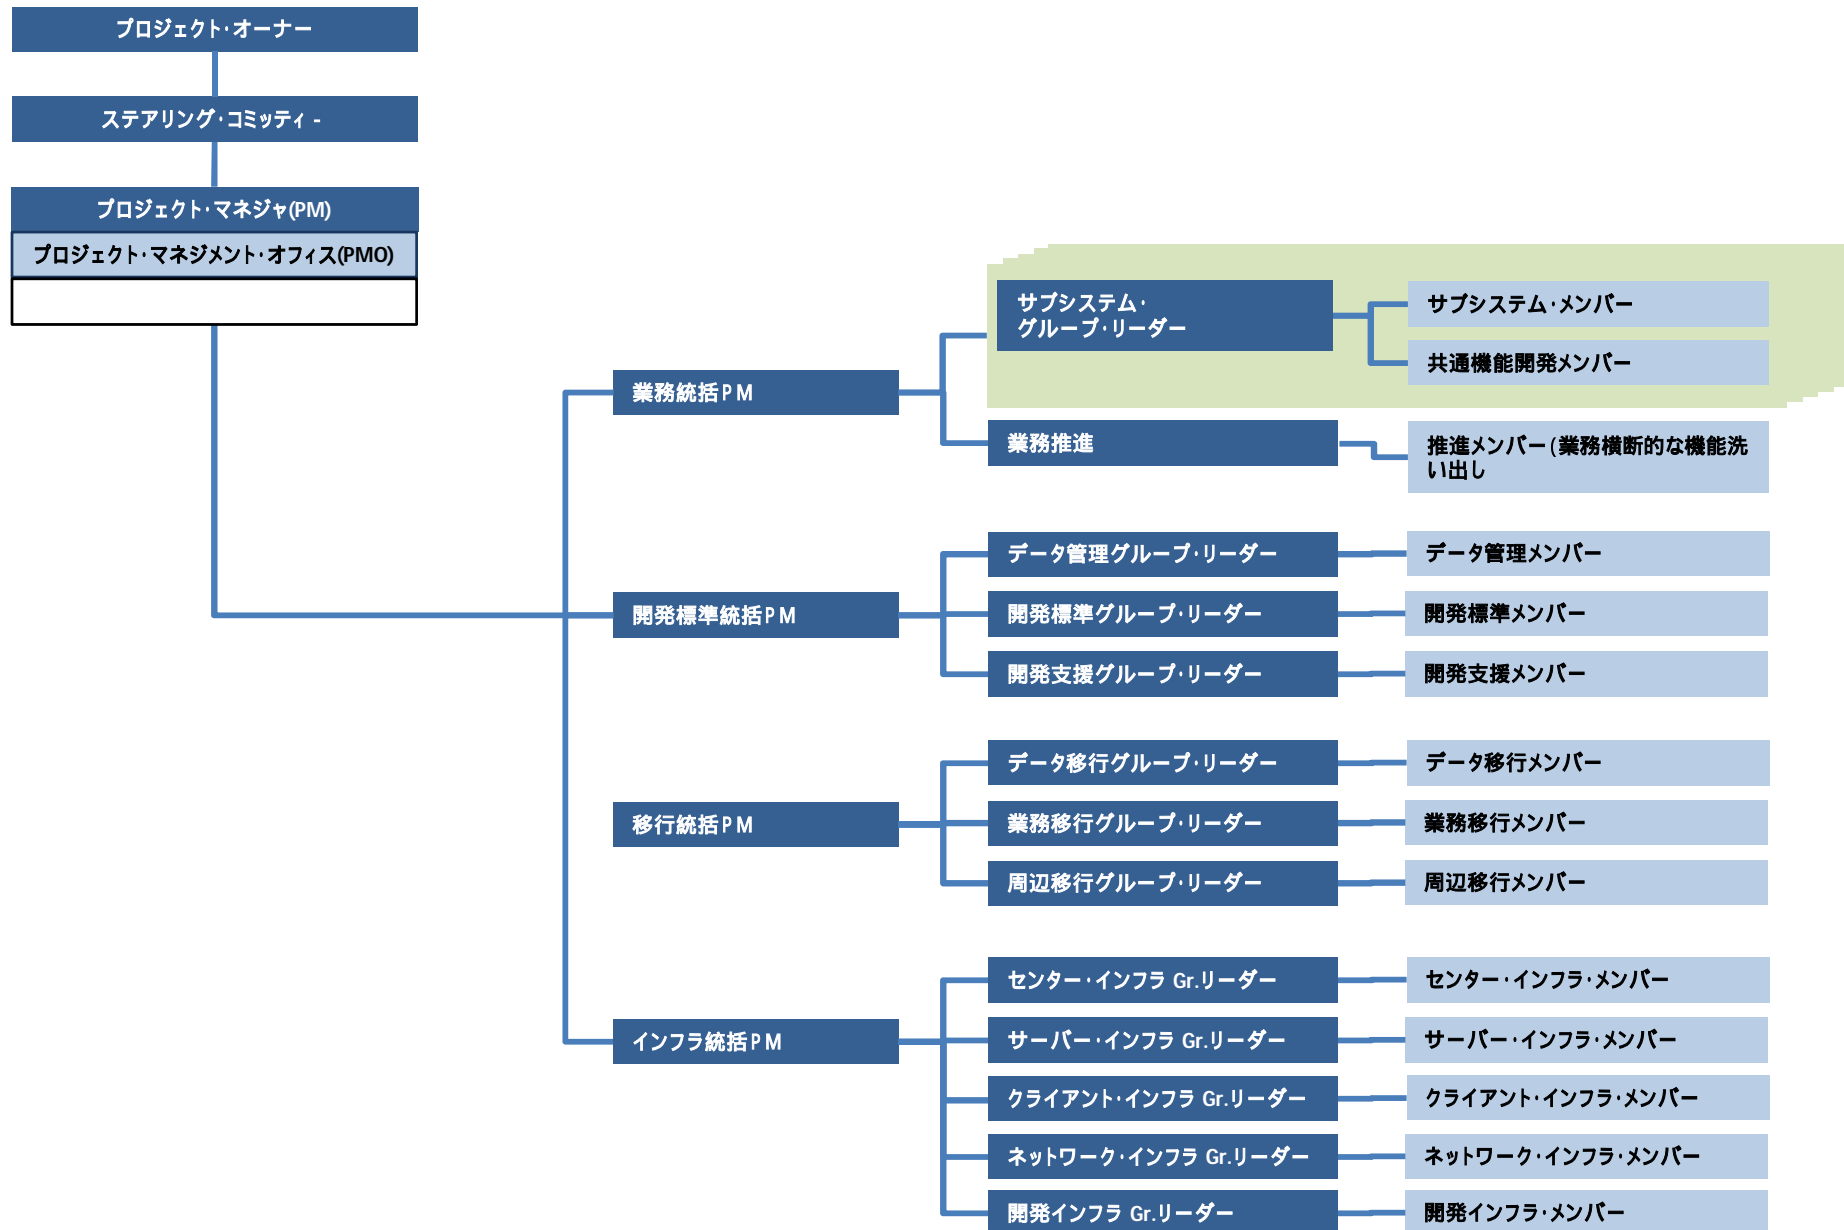 プロジェクト・オーナー
ステアリング・コミッティ -
プロジェクト・マネジャ(PM)
プロジェクト・マネジメント・オフィス(PMO)
業務統括PM
サブシステム・
グループ・リーダー
サブシステム・メンバー
共通機能開発メンバー
業務推進
推進メンバー(業務横断的な機能洗
い出し
開発標準統括PM
データ管理グループ・リーダー
データ管理メンバー
開発標準グループ・リーダー
開発標準メンバー
開発支援グループ・リーダー
開発支援メンバー
移行統括PM
データ移行グループ・リーダー
データ移行メンバー
業務移行グループ・リーダー
業務移行メンバー
周辺移行グループ・リーダー
周辺移行メンバー
インフラ統括PM
センター・インフラ Gr.リーダー
センター・インフラ・メンバー
サーバー・インフラ Gr.リーダー
サーバー・インフラ・メンバー
クライアント・インフラ Gr.リーダー
クライアント・インフラ・メンバー
ネットワーク・インフラ Gr.リーダー
ネットワーク・インフラ・メンバー
開発インフラ Gr.リーダー
開発インフラ・メンバー